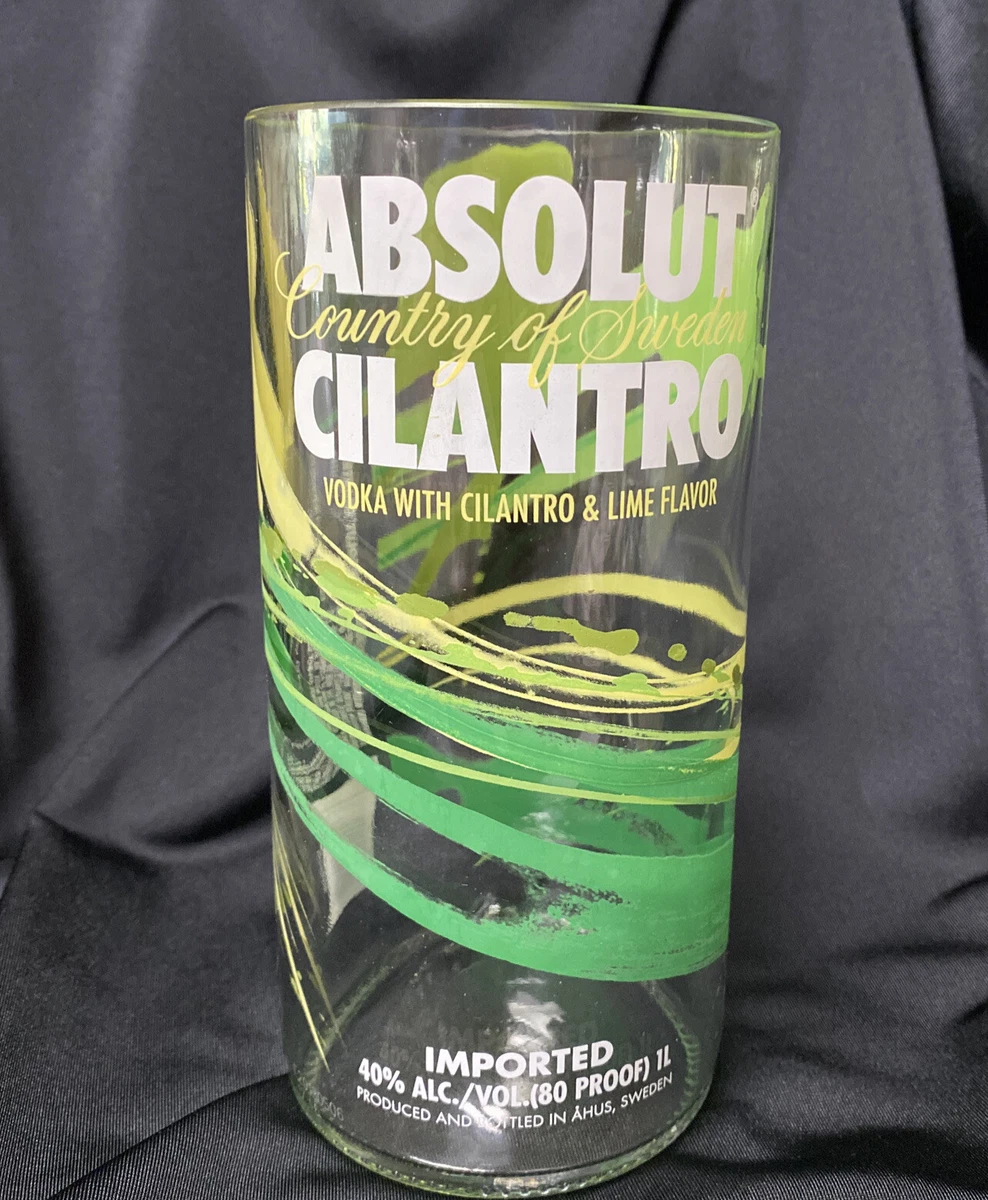 ABSOLUT®
Country of Sweden
CILANTRO
VODKA WITH CILANTRO & LIME FLAVOR
IMPORTED
40% ALC./VOL.(80 PROOF) 1L
PRODUCED AND BOTTLED IN ÅHUS, SWEDEN